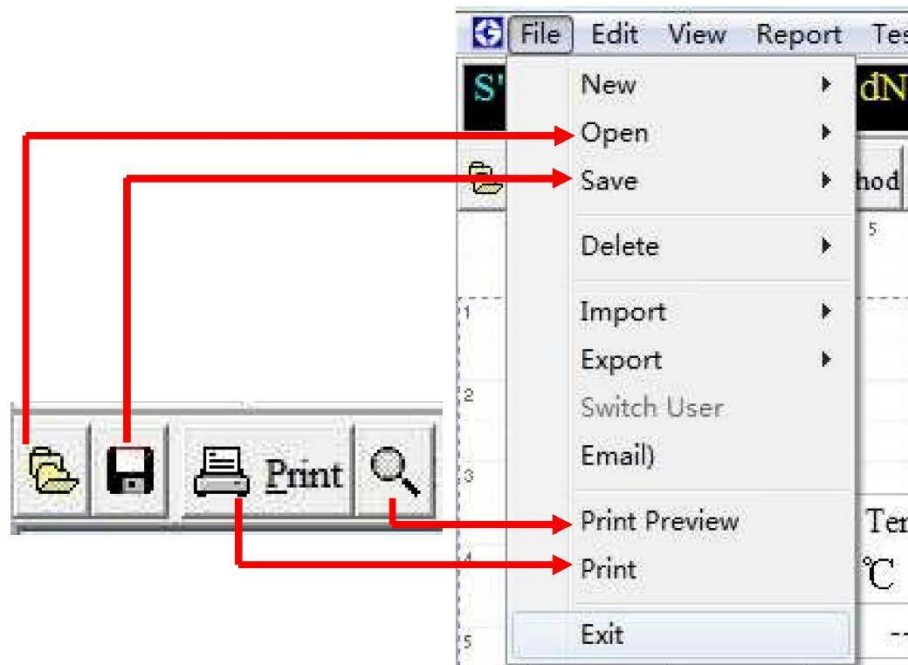 File Edit View Report Tes
S' dN
New
Open
Save
hod
5
Delete
1
Import
Export
2
Switch User
Email)
3
Print
Print Preview
Ter
4
Print
℃
Exit
--
5